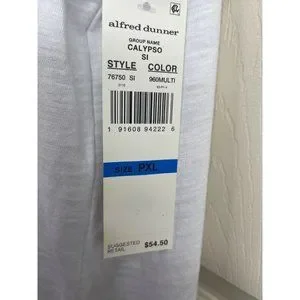 alfred dunner
GROUP NAME
CALYPSO
SI
STYLE COLOR
76750 SI 960MULTI
1 91608 94222 6
SIZE PXL
SUGGESTED
RETAIL $54.50